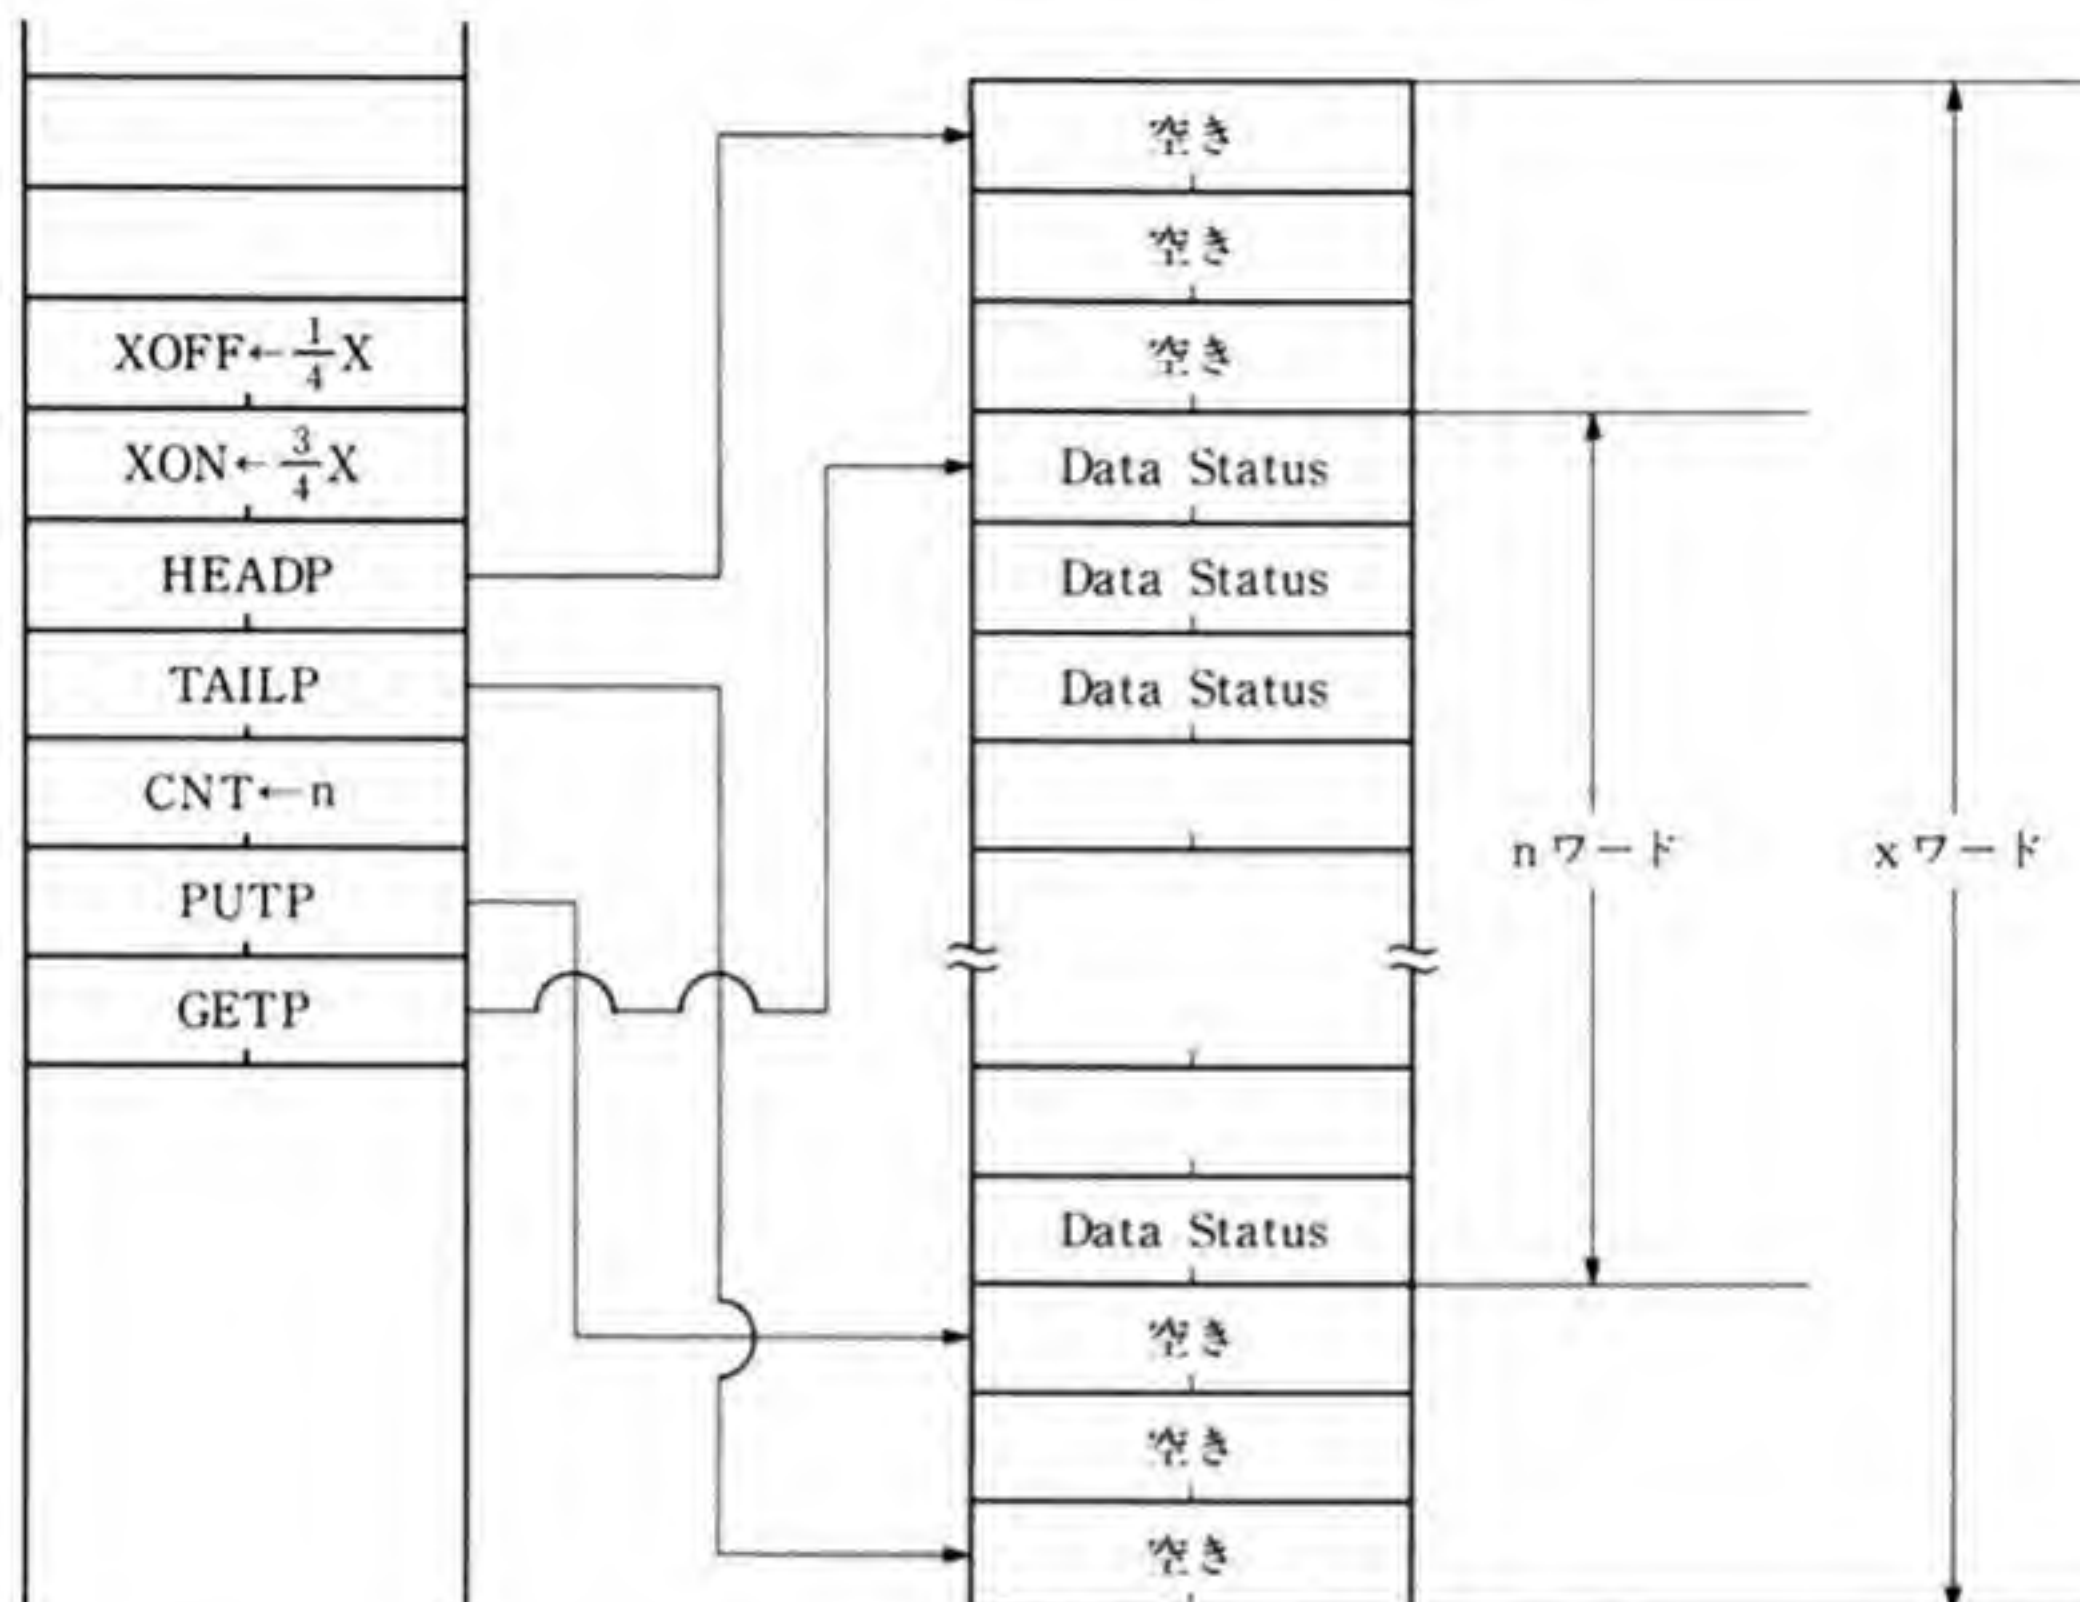 XOFF←1/4X
XON←3/4X
HEADP
TAILP
CNT←n
PUTP
GETP
空き
空き
空き
Data Status
Data Status
Data Status
Data Status
空き
空き
空き
nワード
xワード